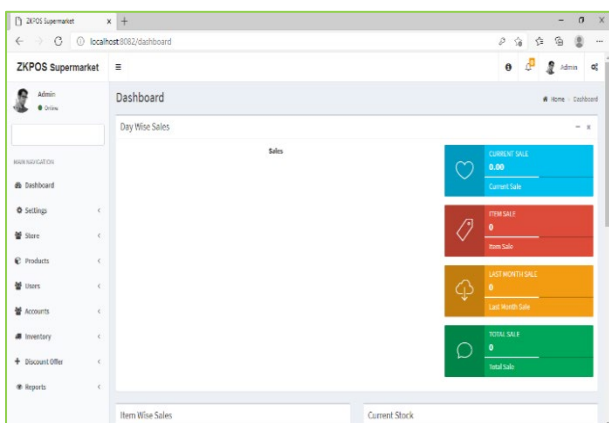 ZKPOS Supermarket
localhost:8082/dashboard
ZKPOS Supermarket
Admin
Admin
Online
Dashboard
Home > Dashboard
Day Wise Sales
Sales
CURRENT SALE
0.00
Current Sale
ITEM SALE
0
Item Sale
LAST MONTH SALE
0
Last Month Sale
TOTAL SALE
0
Total Sale
MAIN NAVIGATION
Dashboard
Settings
Store
Products
Users
Accounts
Inventory
Discount Offer
Reports
Item Wise Sales
Current Stock